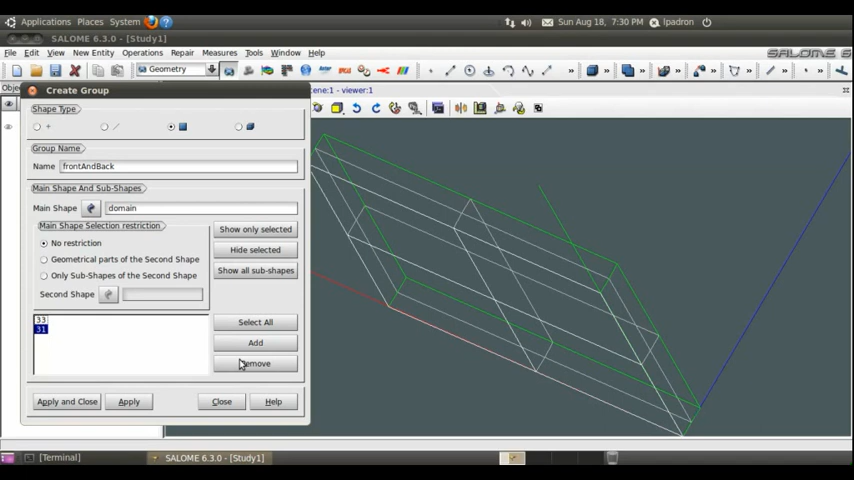 Applications Places System Sun Aug 18, 7:30 PM lpadron
SALOME 6.3.0 - [Study1]
File Edit View New Entity Operations Repair Measures Tools Window Help
Geometry
Create Group
cene:1 - viewer:1
Shape Type
Group Name
Name frontAndBack
Main Shape And Sub-Shapes
Main Shape domain
Main Shape Selection restriction
No restriction
Geometrical parts of the Second Shape
Only Sub-Shapes of the Second Shape
Second Shape
Show only selected
Hide selected
Show all sub-shapes
33
31
Select All
Add
Remove
Apply and Close Apply Close Help
[Terminal] SALOME 6.3.0 - [Study1]